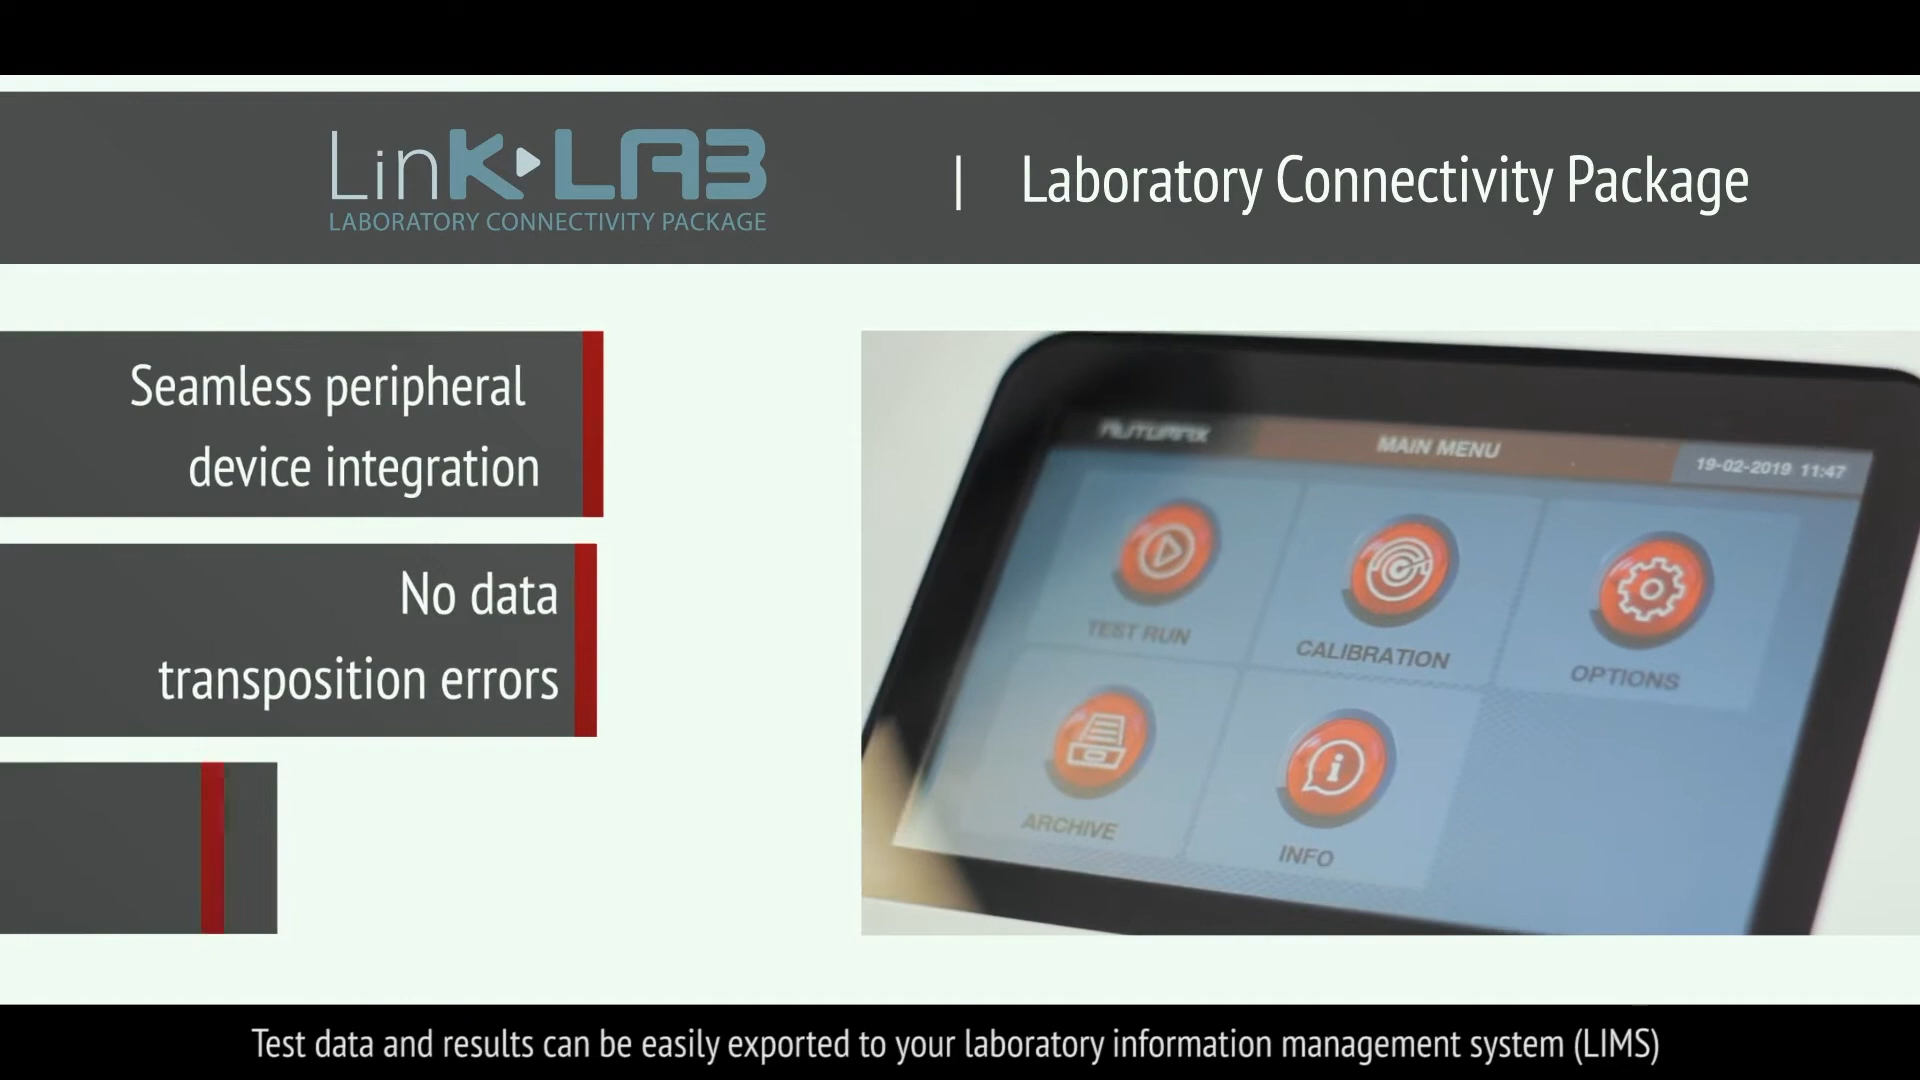 LinK LAB
LABORATORY CONNECTIVITY PACKAGE
| Laboratory Connectivity Package
Seamless peripheral
device integration
No data
transposition errors
AUTOMAX
MAIN MENU
19-02-2019 11:47
TEST RUN
CALIBRATION
OPTIONS
ARCHIVE
INFO
Test data and results can be easily exported to your laboratory information management system (LIMS)